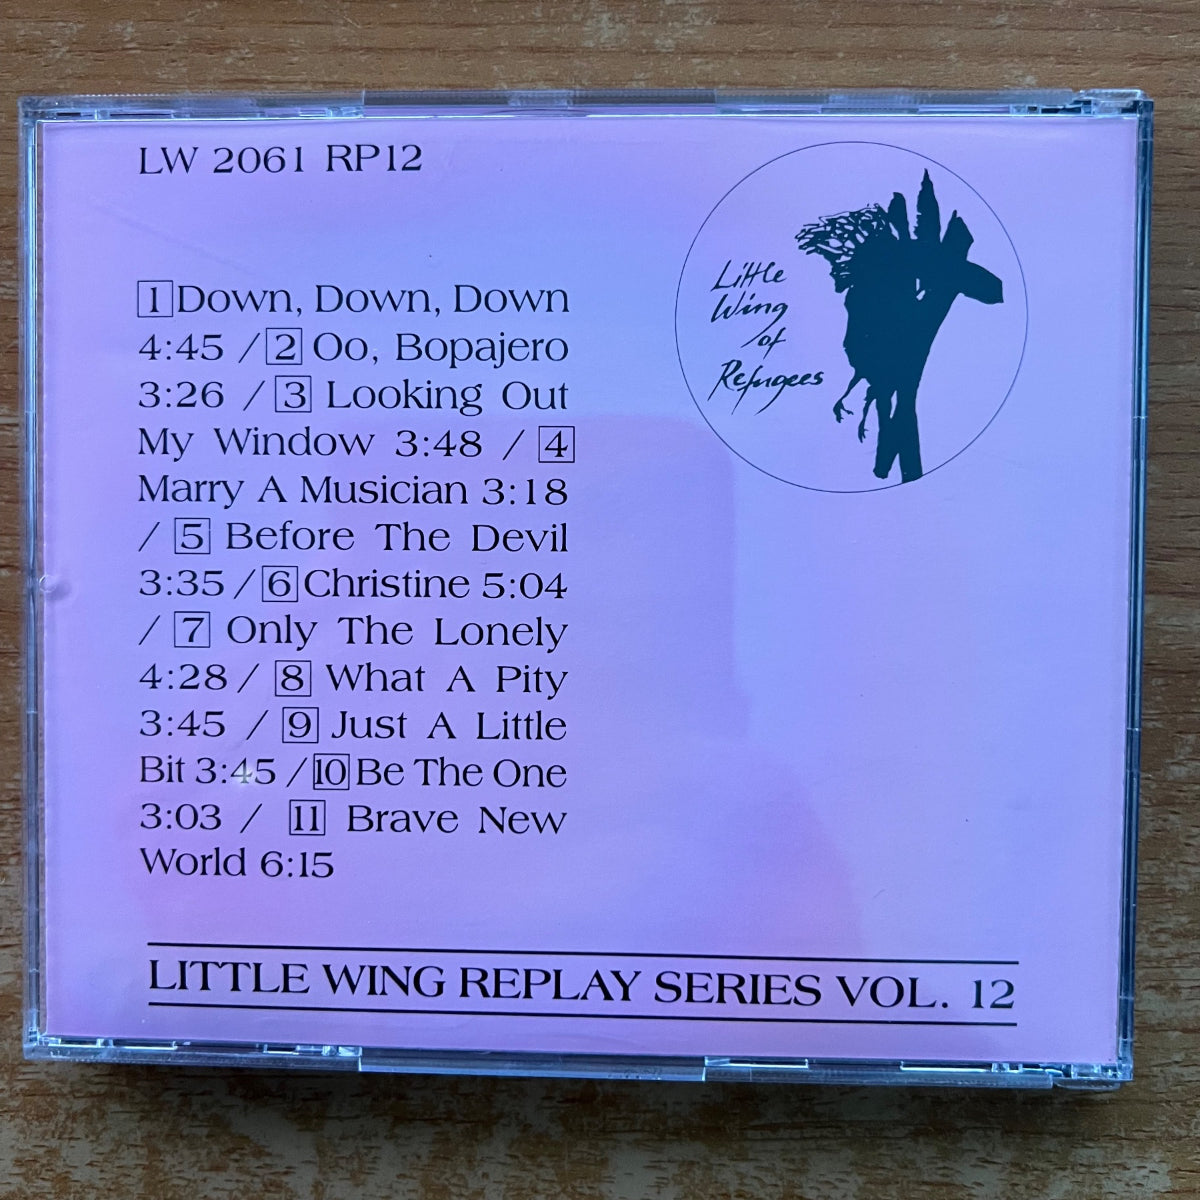 LW 2061 RP12
Little
Wing
of
Refugees
1 Down, Down, Down
4:45 / 2 Oo, Bopajero
3:26 / 3 Looking Out
My Window 3:48 / 4
Marry A Musician 3:18
/ 5 Before The Devil
3:35 / 6 Christine 5:04
/ 7 Only The Lonely
4:28 / 8 What A Pity
3:45 / 9 Just A Little
Bit 3:45 / 10 Be The One
3:03 / 11 Brave New
World 6:15
LITTLE WING REPLAY SERIES VOL. 12